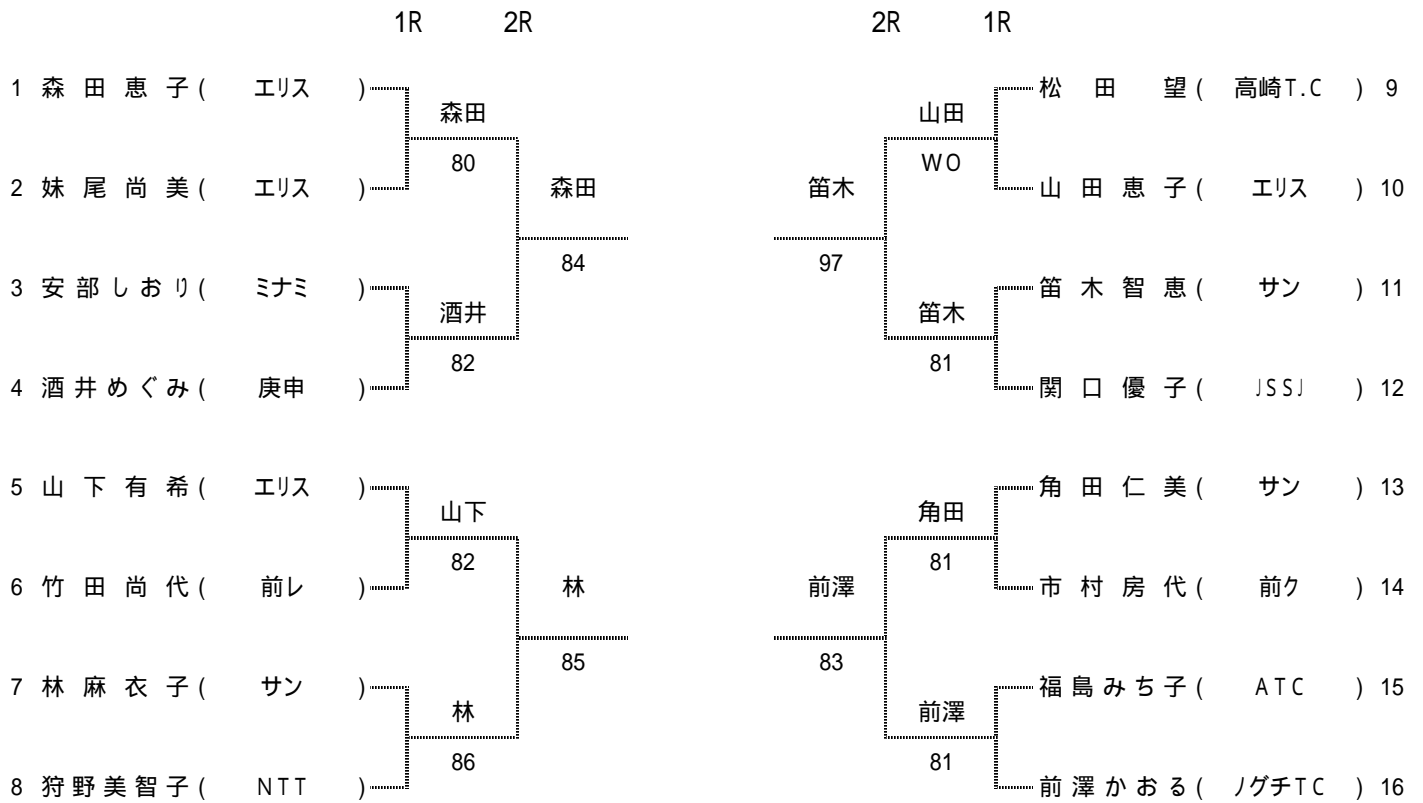 1R 2R 2R 1R
1 森田恵子( エリス ) 松田 望( 高崎T.C ) 9
森田 山田
80 WO
2 妹尾尚美( エリス ) 森田 笛木 山田恵子( エリス ) 10
84 97
3 安部しおり( ミナミ ) 笛木智恵( サン ) 11
酒井 笛木
82 81
4 酒井めぐみ( 庚申 ) 関口優子( JSSJ ) 12
5 山下有希( エリス ) 角田仁美( サン ) 13
山下 角田
82 81
6 竹田尚代( 前レ ) 林 前澤 市村房代( 前ク ) 14
85 83
7 林麻衣子( サン ) 福島みち子( ATC ) 15
林 前澤
86 81
8 狩野美智子( NTT ) 前澤かおる( ノグチTC ) 16